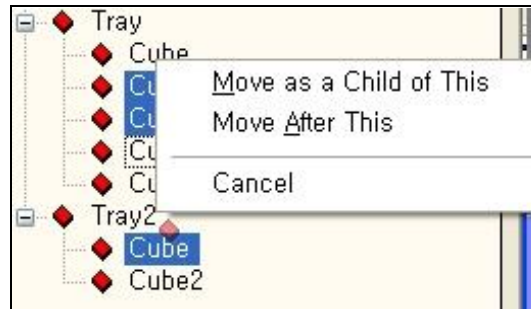 Tray
Cube
Move as a Child of This
Move After This
Cancel
Tray2
Cube
Cube2